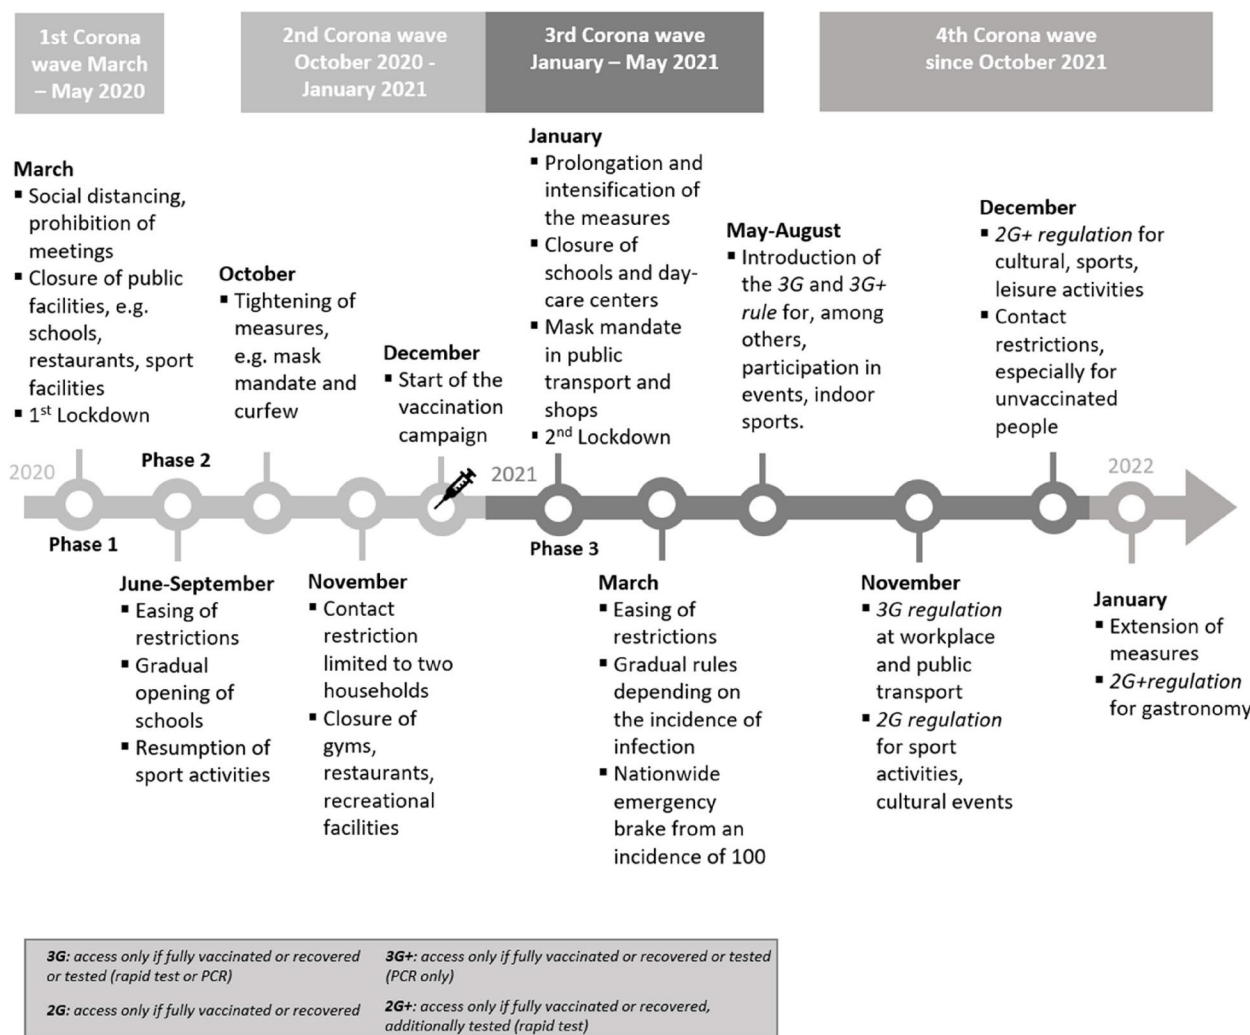 1st Corona
wave March
– May 2020
2nd Corona wave
October 2020 -
January 2021
3rd Corona wave
January – May 2021
4th Corona wave
since October 2021
March
▪ Social distancing,
prohibition of
meetings
▪ Closure of public
facilities, e.g.
schools,
restaurants, sport
facilities
▪ 1st Lockdown
October
▪ Tightening of
measures,
e.g. mask
mandate and
curfew
December
▪ Start of the
vaccination
campaign
January
▪ Prolongation and
intensification of
the measures
▪ Closure of
schools and day-
care centers
▪ Mask mandate
in public
transport and
shops
▪ 2nd Lockdown
May-August
▪ Introduction of
the 3G and 3G+
rule for, among
others,
participation in
events, indoor
sports.
December
▪ 2G+ regulation for
cultural, sports,
leisure activities
▪ Contact
restrictions,
especially for
unvaccinated
people
2020
Phase 2
2021
2022
Phase 1
Phase 3
June-September
▪ Easing of
restrictions
▪ Gradual
opening of
schools
▪ Resumption of
sport activities
November
▪ Contact
restriction
limited to two
households
▪ Closure of
gyms,
restaurants,
recreational
facilities
March
▪ Easing of
restrictions
▪ Gradual rules
depending on
the incidence of
infection
▪ Nationwide
emergency
brake from an
incidence of 100
November
▪ 3G regulation
at workplace
and public
transport
▪ 2G regulation
for sport
activities,
cultural events
January
▪ Extension of
measures
▪ 2G+regulation
for gastronomy
3G: access only if fully vaccinated or recovered
or tested (rapid test or PCR)
3G+: access only if fully vaccinated or recovered or tested
(PCR only)
2G: access only if fully vaccinated or recovered
2G+: access only if fully vaccinated or recovered,
additionally tested (rapid test)